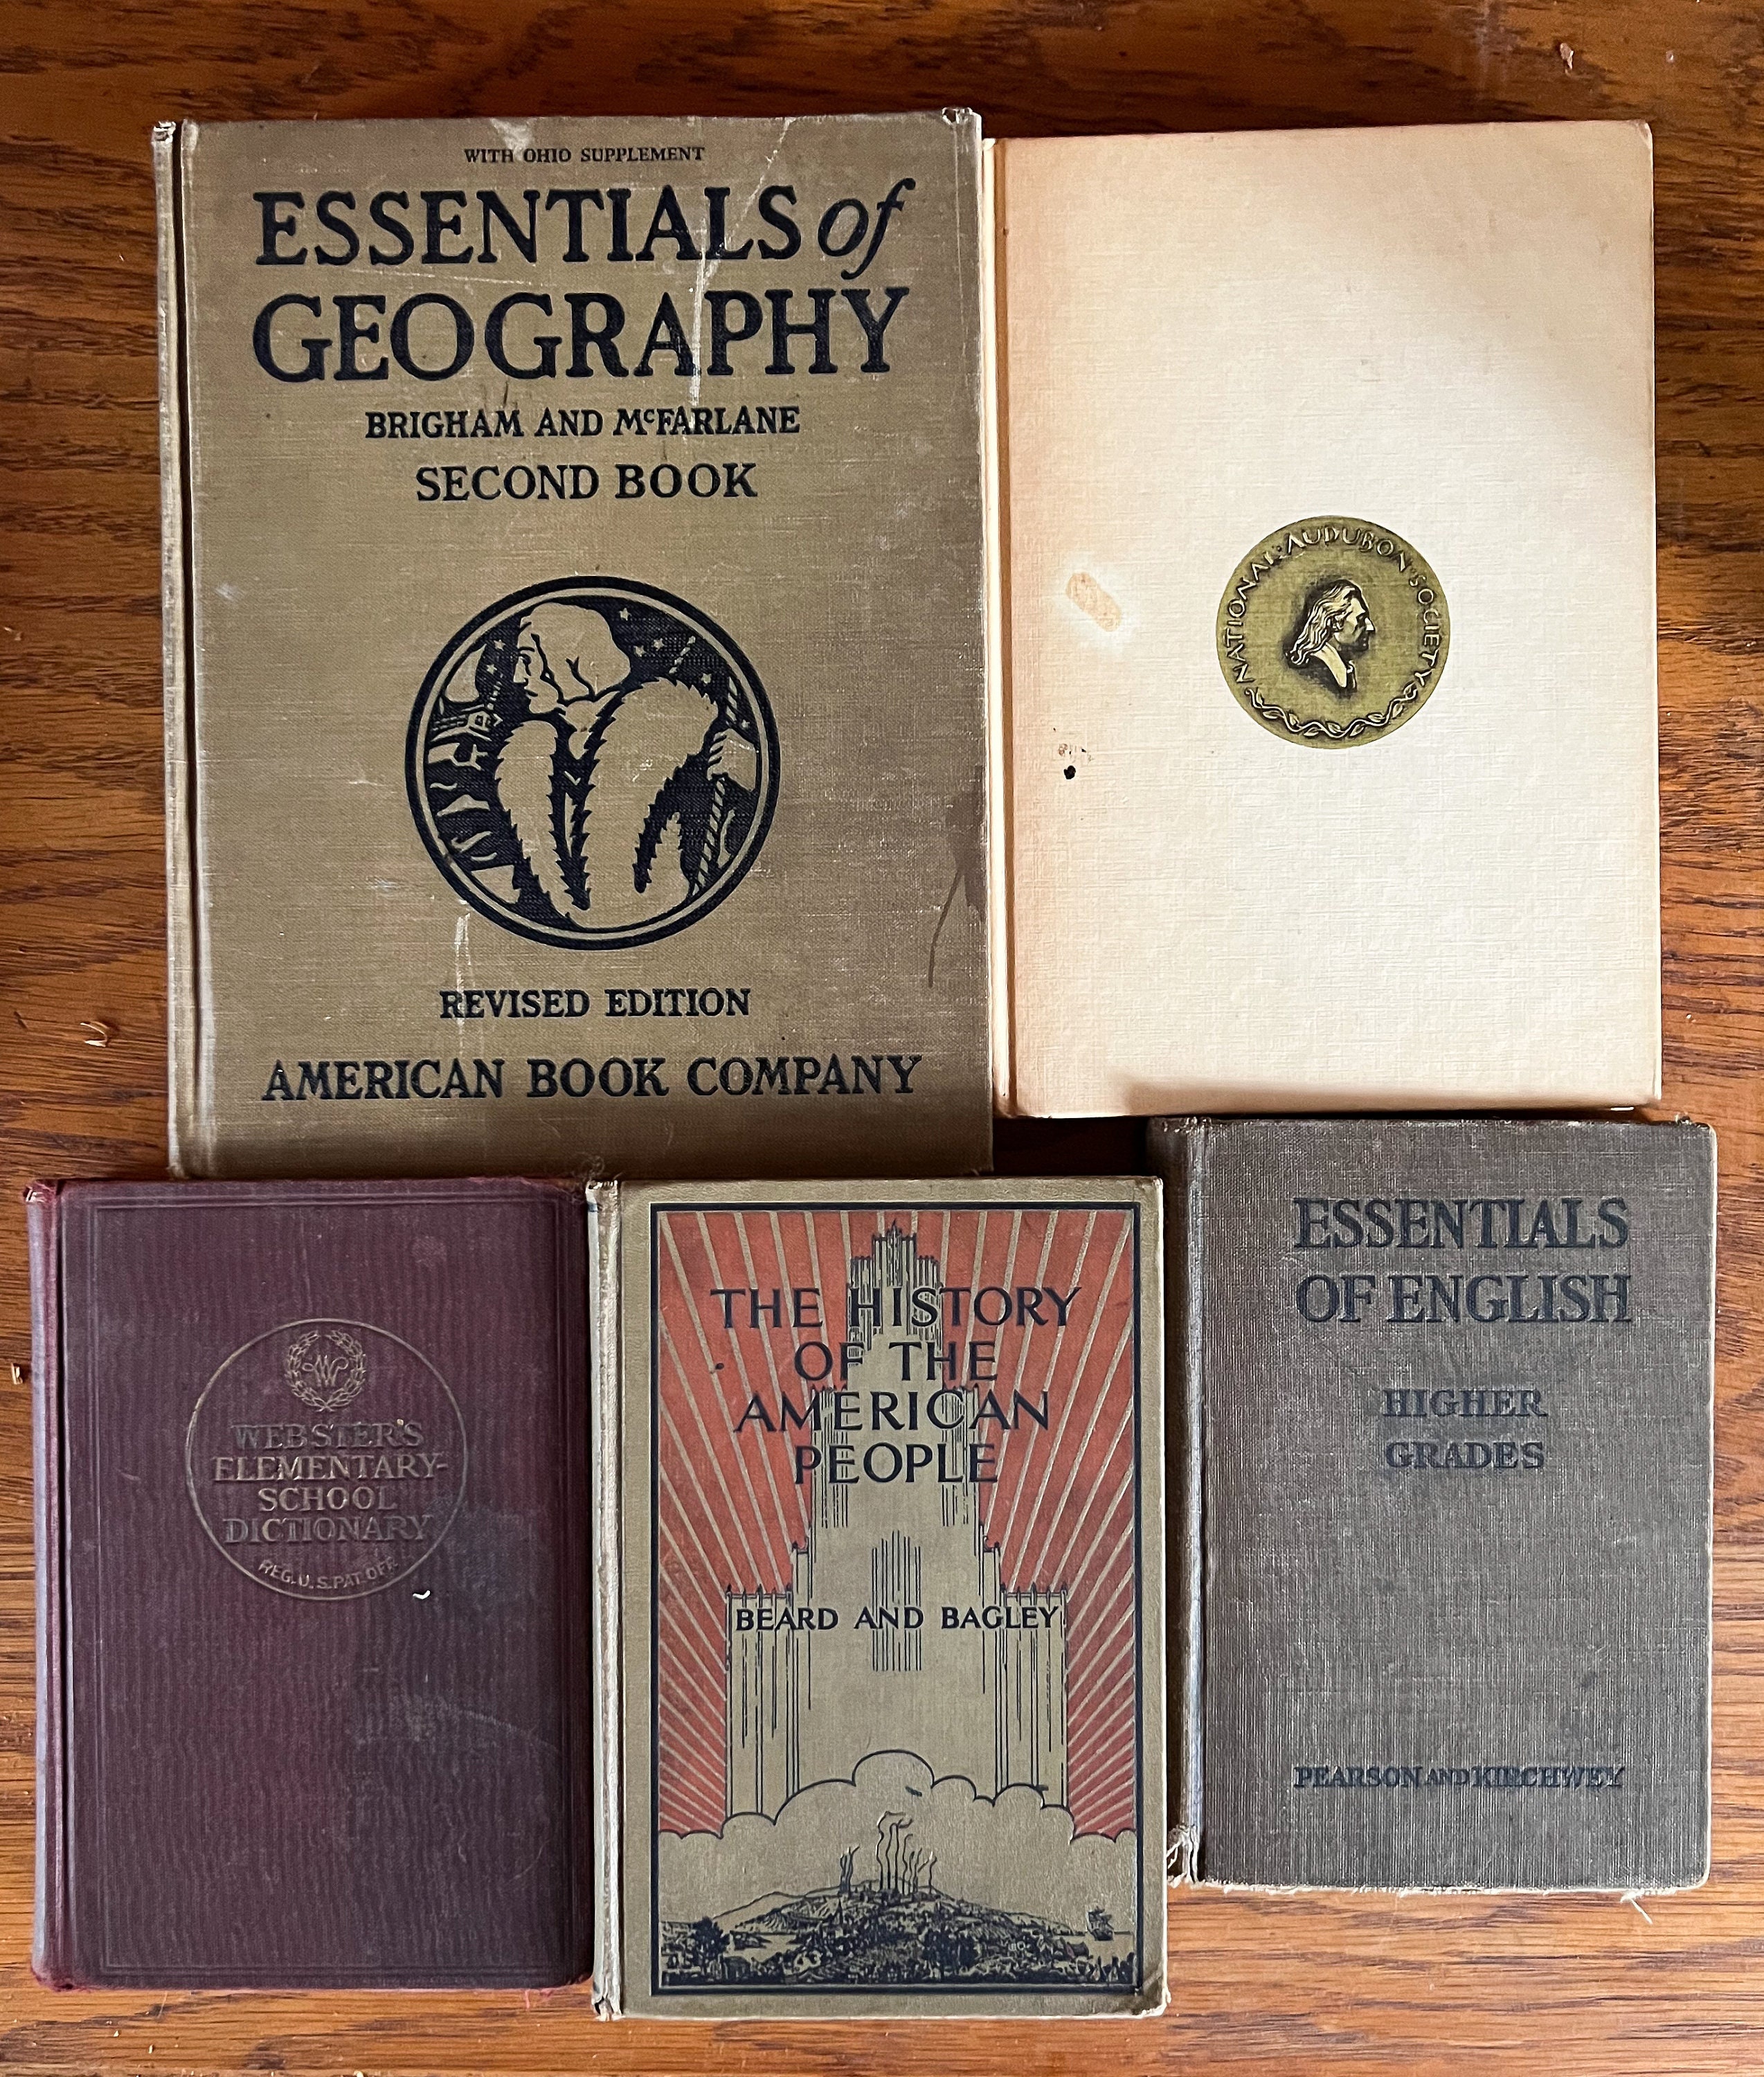 WITH OHIO SUPPLEMENT
ESSENTIALS of
GEOGRAPHY
BRIGHAM AND McFARLANE
SECOND BOOK
REVISED EDITION
AMERICAN BOOK COMPANY
NATIONAL AUDUBON SOCIETY
W
WEBSTER'S
ELEMENTARY-
SCHOOL
DICTIONARY
REG. U. S. PAT. OFF.
THE HISTORY
OF THE
AMERICAN
PEOPLE
BEARD AND BAGLEY
ESSENTIALS
OF ENGLISH
HIGHER
GRADES
PEARSON AND KIRCHWEY